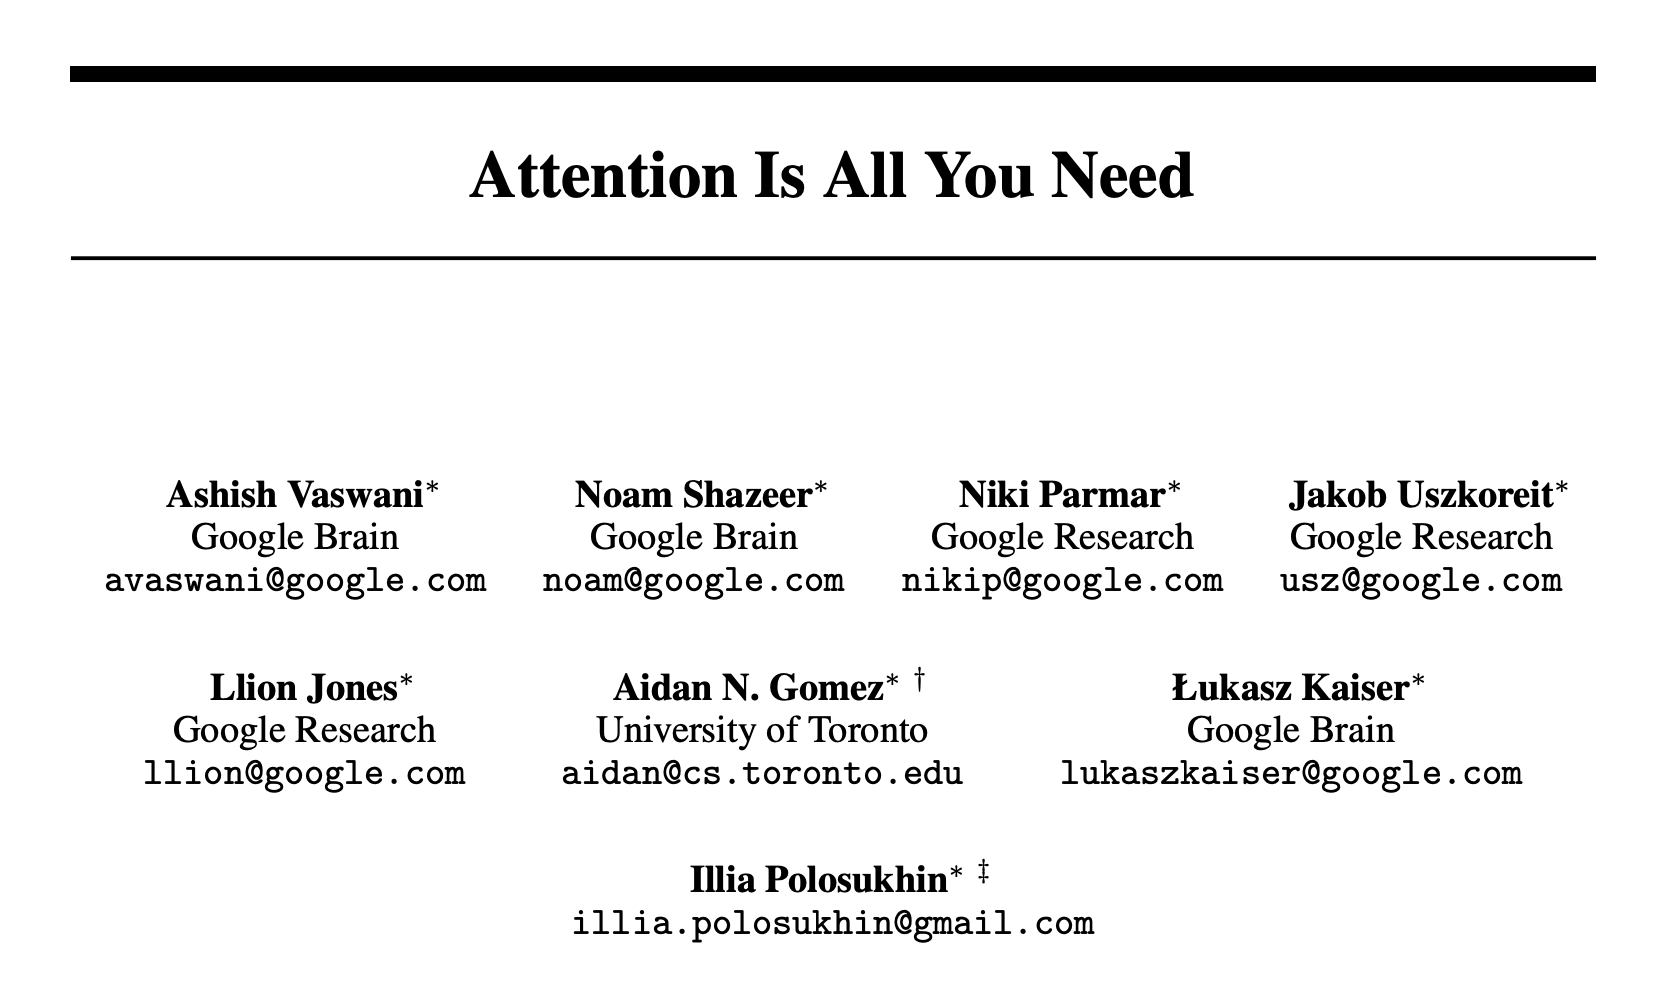 Attention Is All You Need
Ashish Vaswani* Noam Shazeer* Niki Parmar* Jakob Uszkoreit*
Google Brain Google Brain Google Research Google Research
avaswani@google.com noam@google.com nikip@google.com usz@google.com
Llion Jones* Aidan N. Gomez* † Łukasz Kaiser*
Google Research University of Toronto Google Brain
llion@google.com aidan@cs.toronto.edu lukaszkaiser@google.com
Illia Polosukhin* ‡
illia.polosukhin@gmail.com